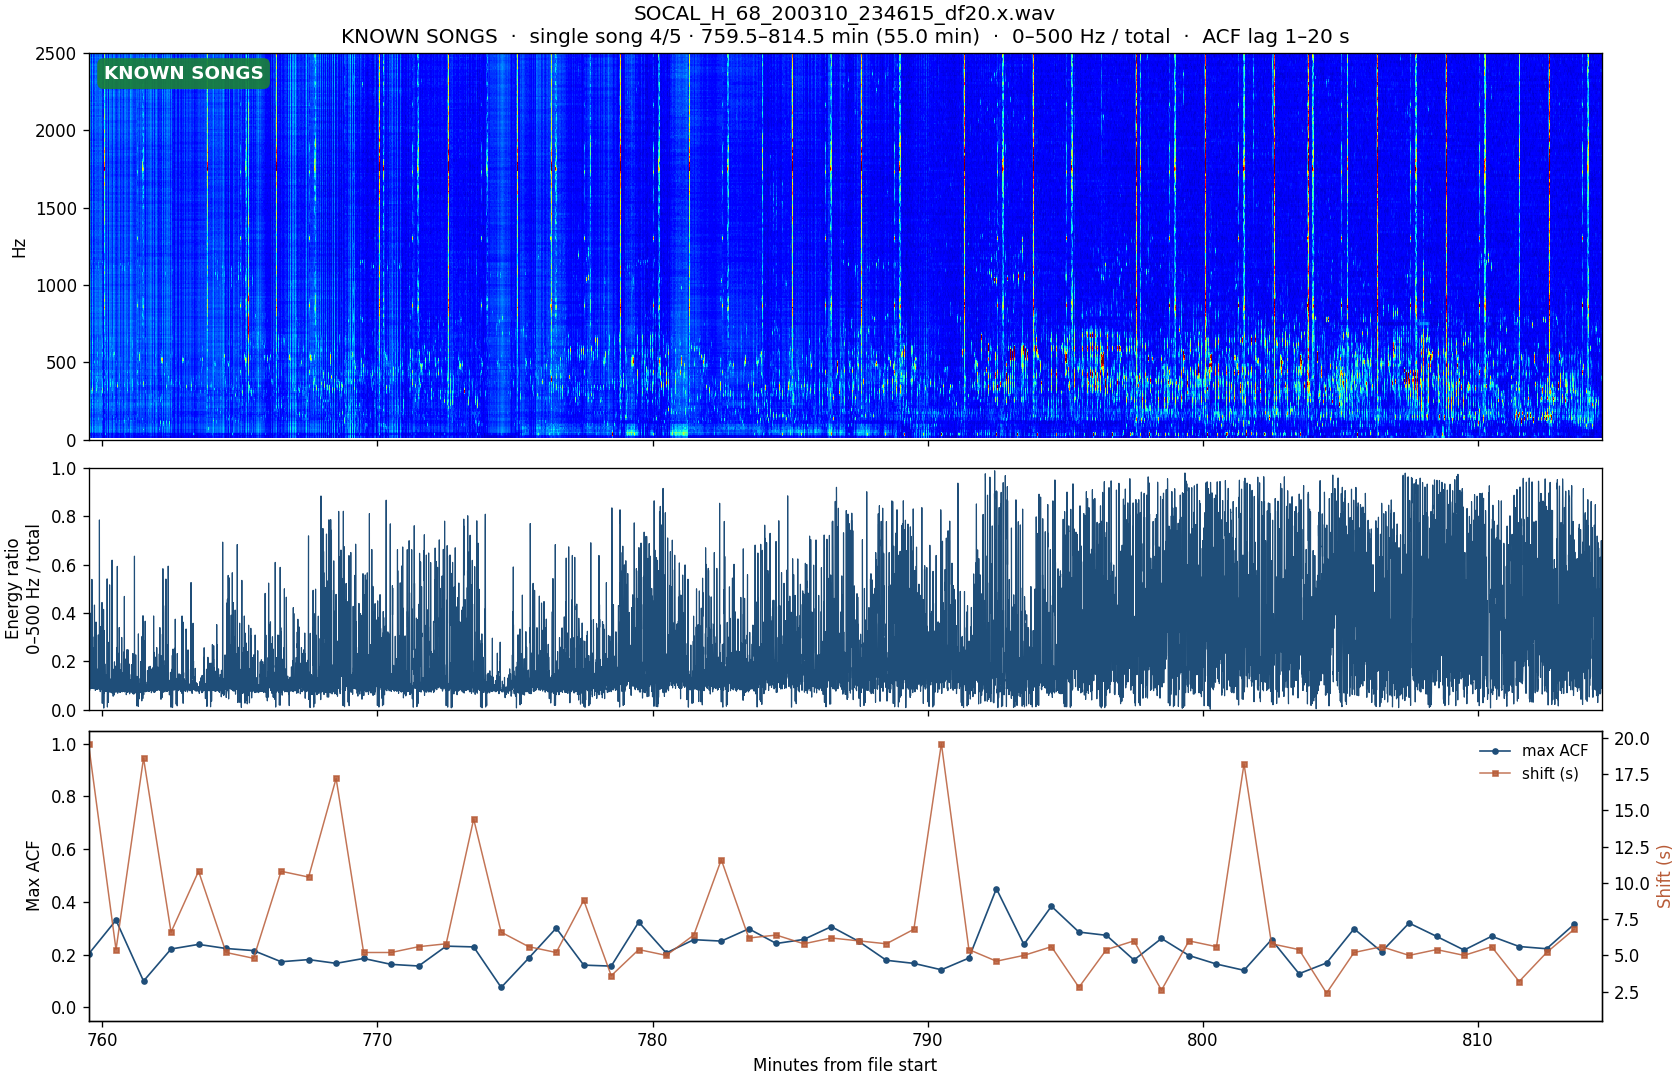 SOCAL_H_68_200310_234615_df20.x.wav
KNOWN SONGS · single song 4/5 · 759.5–814.5 min (55.0 min) · 0–500 Hz / total · ACF lag 1–20 s
KNOWN SONGS
2500
2000
1500
1000
500
0
Hz
1.0
0.8
0.6
0.4
0.2
0.0
Energy ratio
0–500 Hz / total
1.0
0.8
0.6
0.4
0.2
0.0
Max ACF
max ACF
shift (s)
20.0
17.5
15.0
12.5
10.0
7.5
5.0
2.5
Shift (s)
760 770 780 790 800 810
Minutes from file start